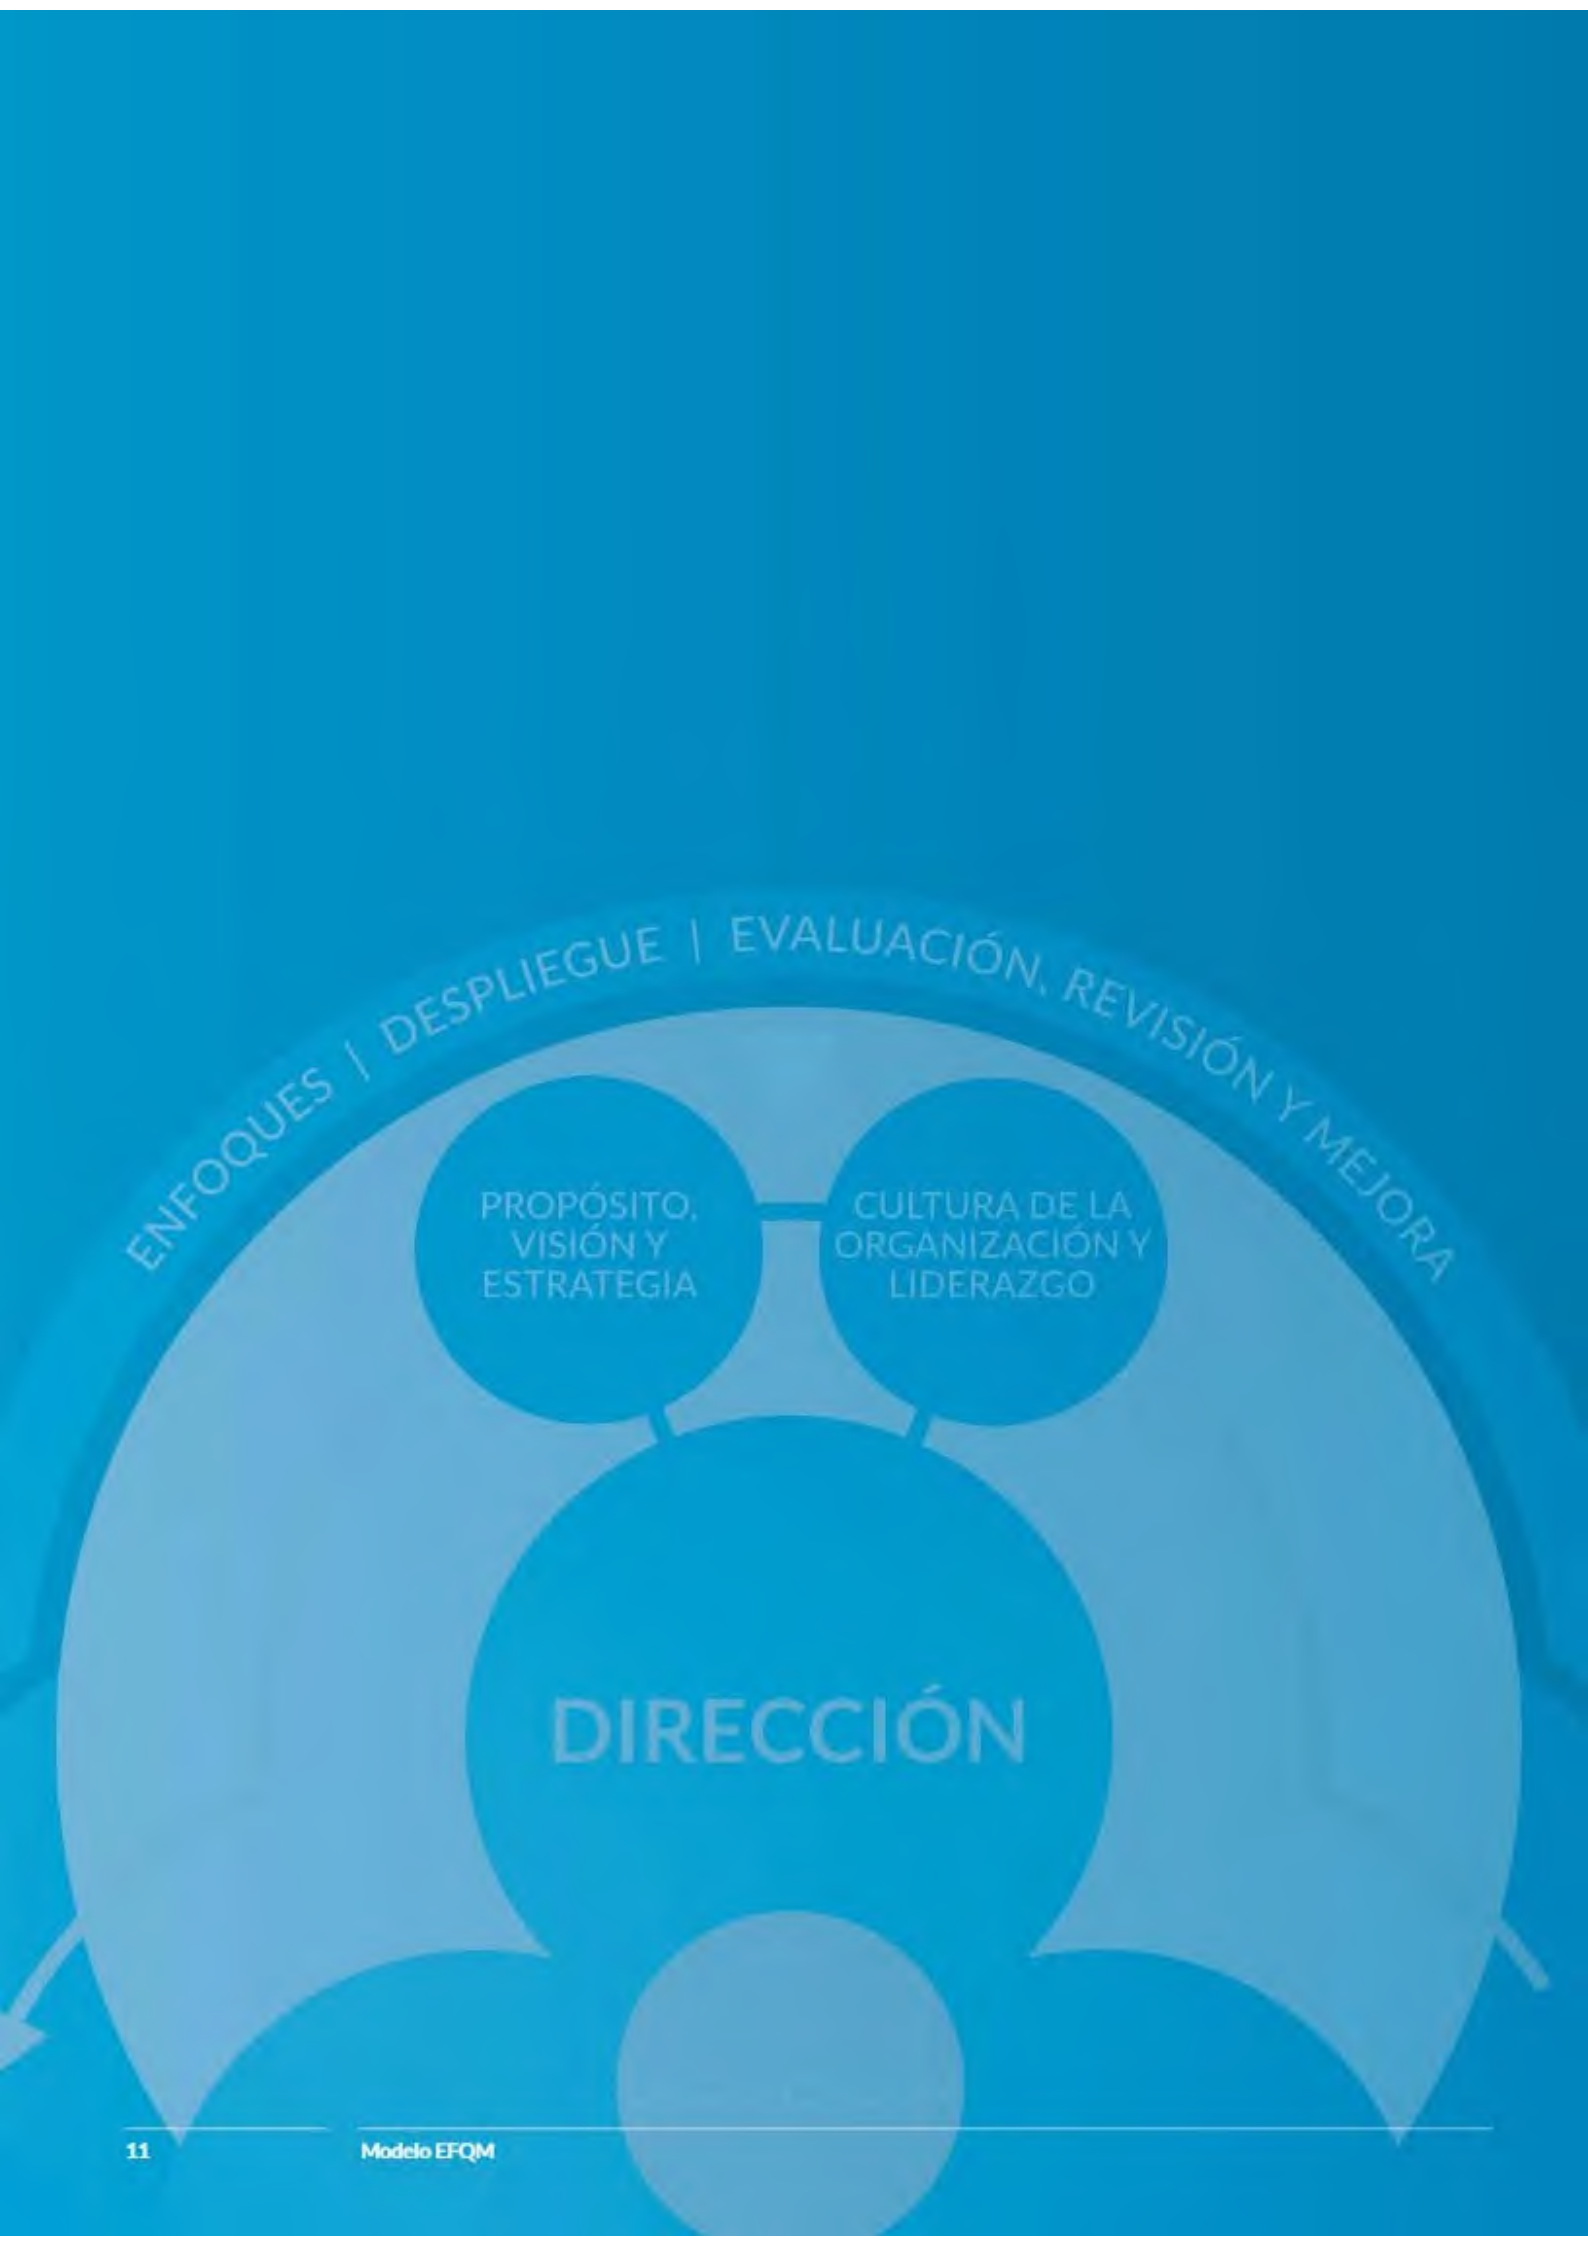 ENFOQUES | DESPLIEGUE | EVALUACIÓN, REVISIÓN Y MEJORA
PROPÓSITO,
VISIÓN Y
ESTRATEGIA
CULTURA DE LA
ORGANIZACIÓN Y
LIDERAZGO
DIRECCIÓN
11
Modelo EFQM